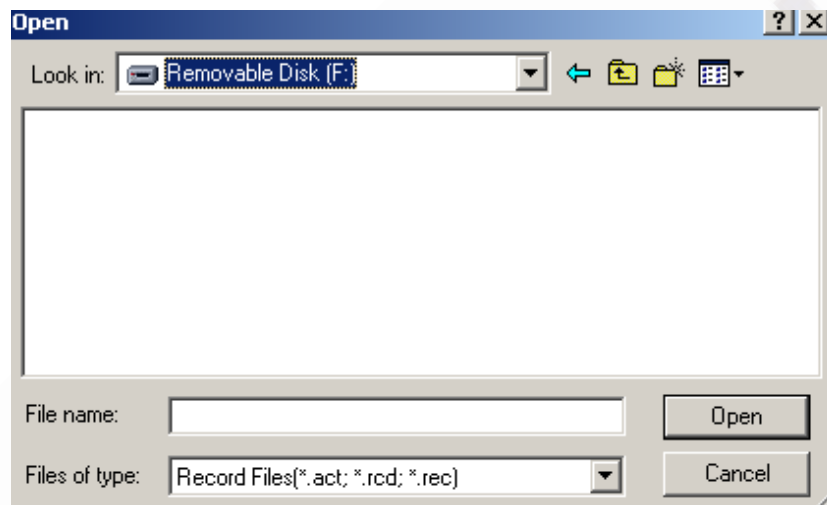 Open
Look in: Removable Disk (F:)
File name: Open
Files of type: Record Files(*.act; *.rcd; *.rec) Cancel